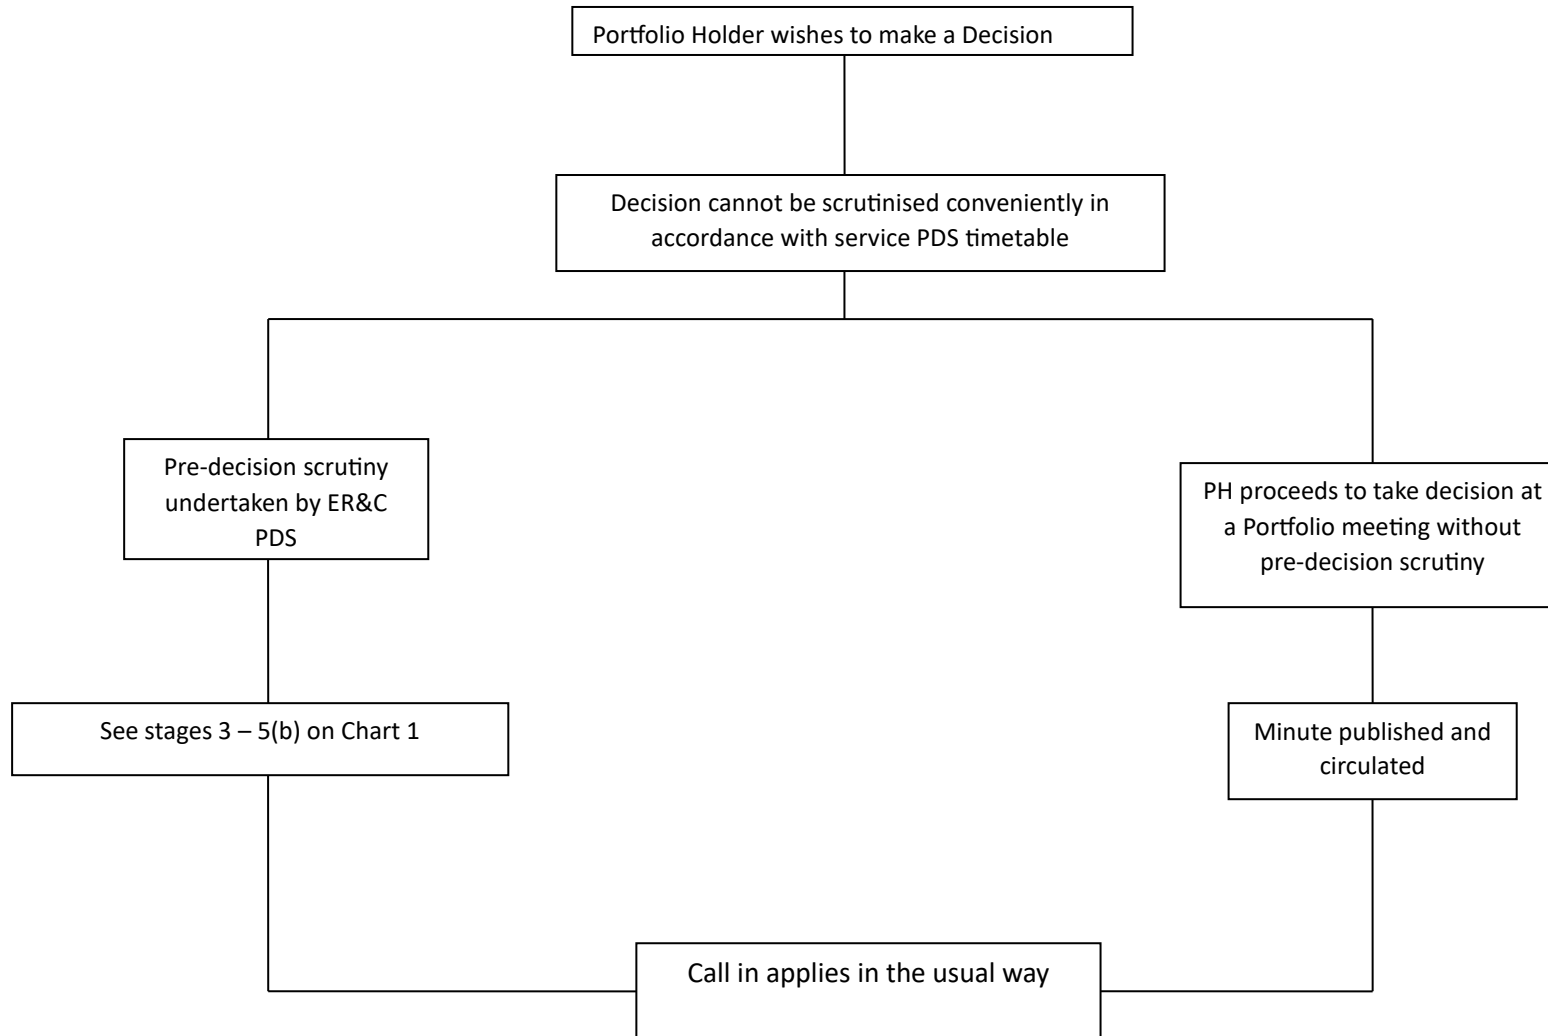 Portfolio Holder wishes to make a Decision
Decision cannot be scrutinised conveniently in
accordance with service PDS timetable
Pre-decision scrutiny
undertaken by ER&C
PDS
PH proceeds to take decision at
a Portfolio meeting without
pre-decision scrutiny
See stages 3 – 5(b) on Chart 1
Minute published and
circulated
Call in applies in the usual way